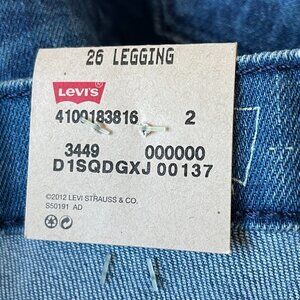 26 LEGGING
LEVI'S
4100183816 2
3449 000000
D1SQDGXJ 00137
©2012 LEVI STRAUSS & CO.
S50191 AD